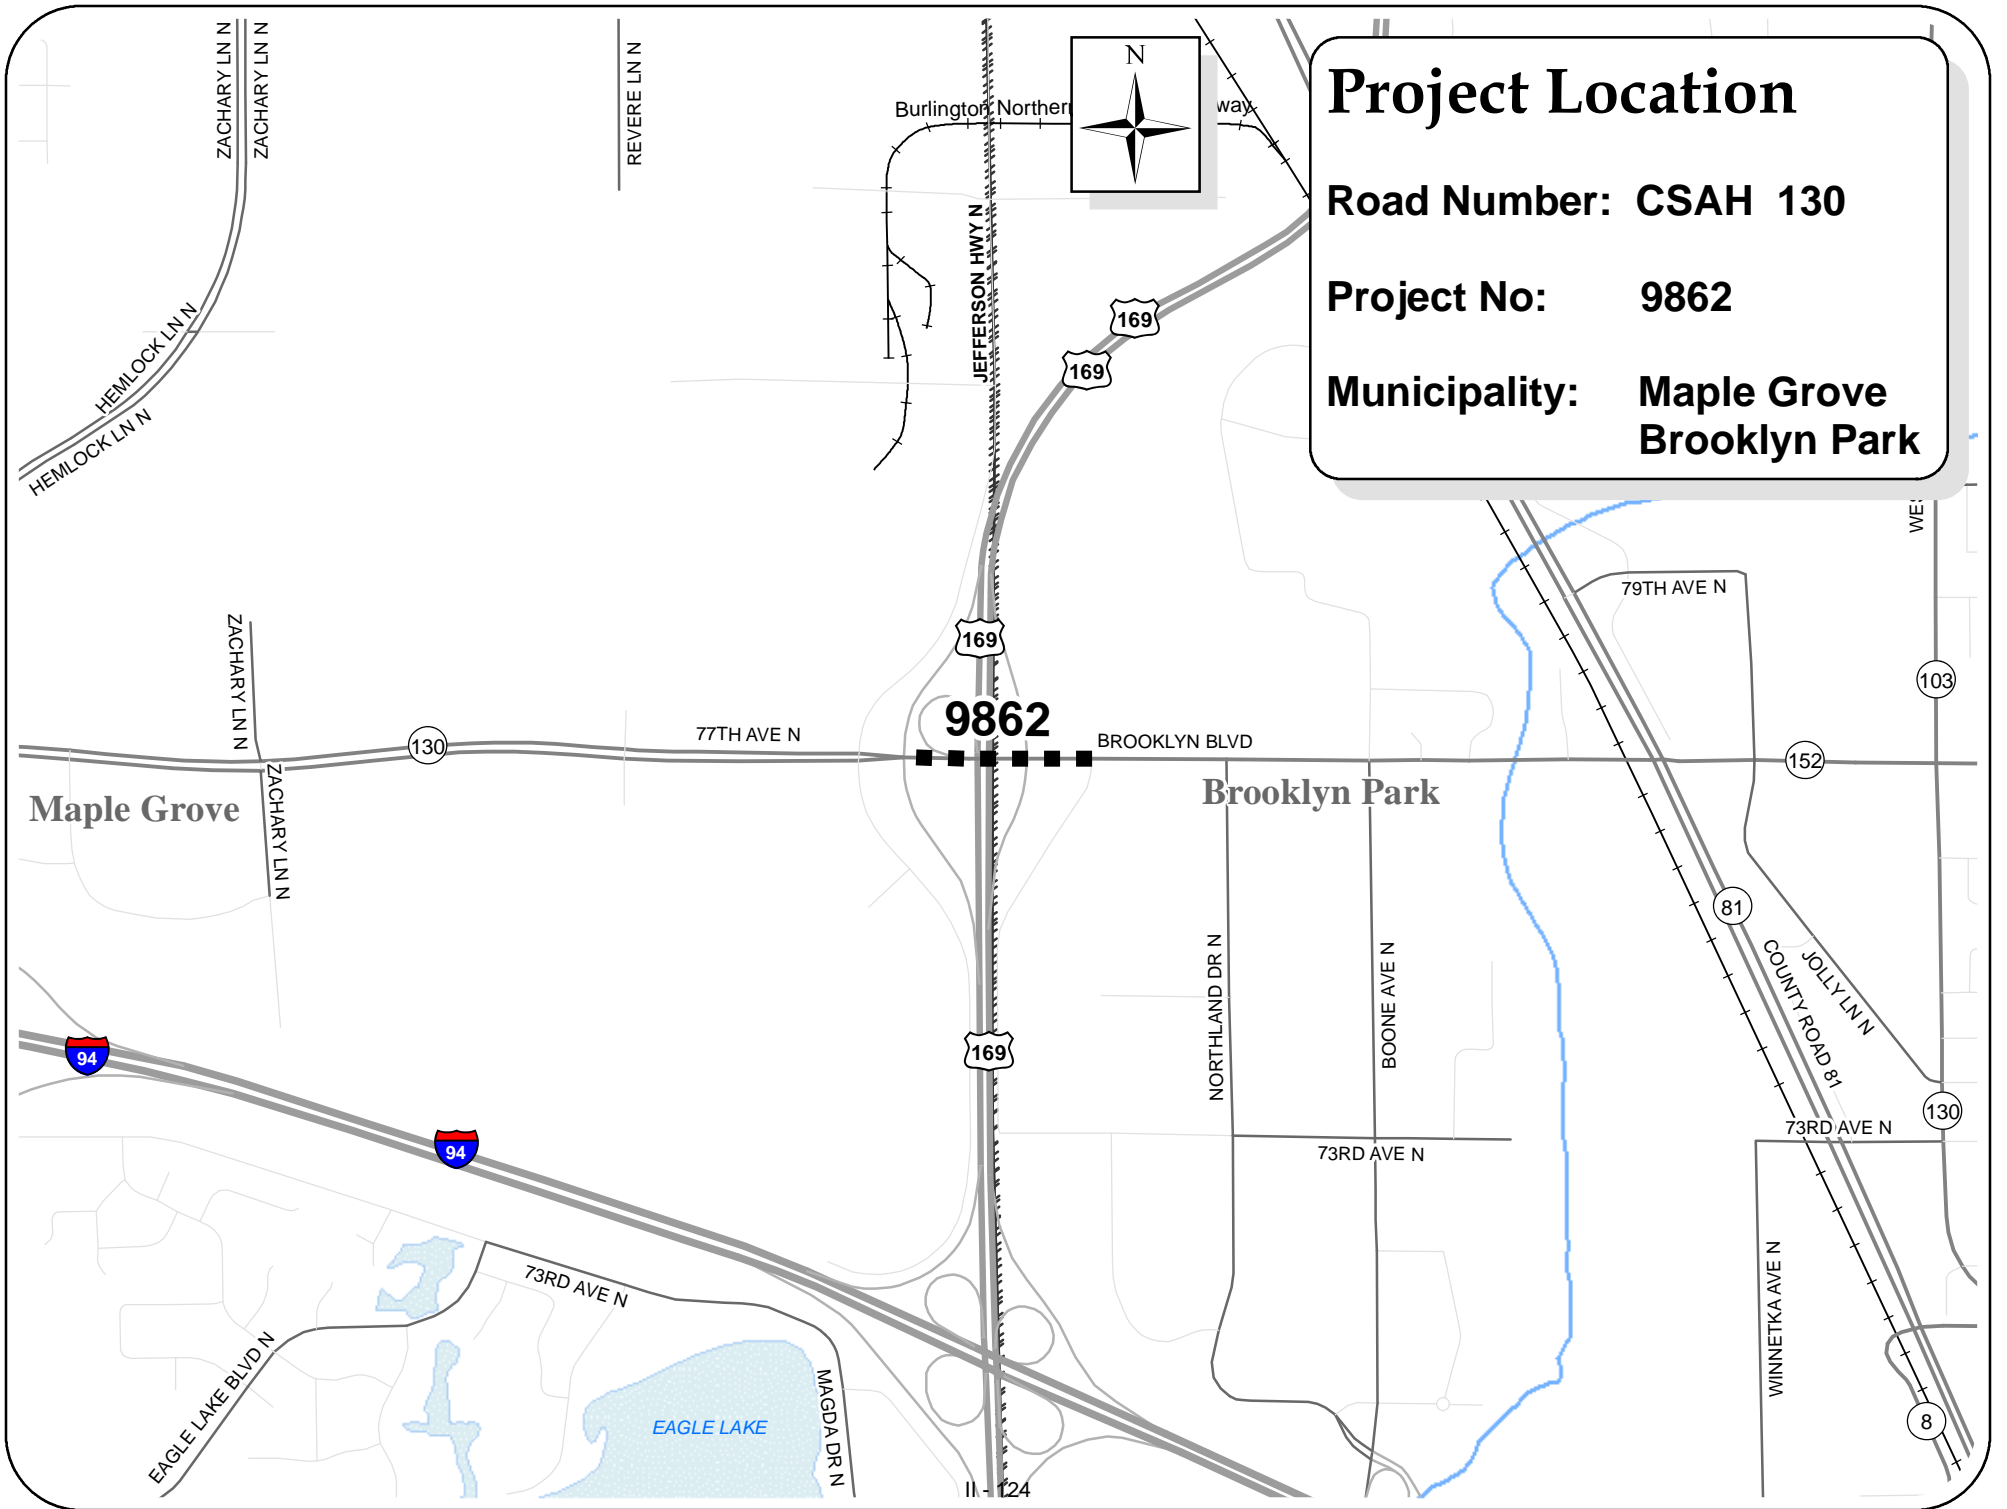 ZACHARY LN N
ZACHARY LN N
REVERE LN N
Burlington Northern
way
N
Project Location
Road Number: CSAH 130
Project No: 9862
Municipality: Maple Grove
Brooklyn Park
JEFFERSON HWY N
169
169
HEMLOCK LN N
HEMLOCK LN N
79TH AVE N
ZACHARY LN N
169
103
9862
130
77TH AVE N
BROOKLYN BLVD
152
Maple Grove
ZACHARY LN N
Brooklyn Park
81
NORTHLAND DR N
BOONE AVE N
COUNTY ROAD 81
JOLLY LN N
94
169
130
94
73RD AVE N
73RD AVE N
73RD AVE N
WINNETKA AVE N
EAGLE LAKE BLVD N
MAGDA DR N
EAGLE LAKE
8
II - 124